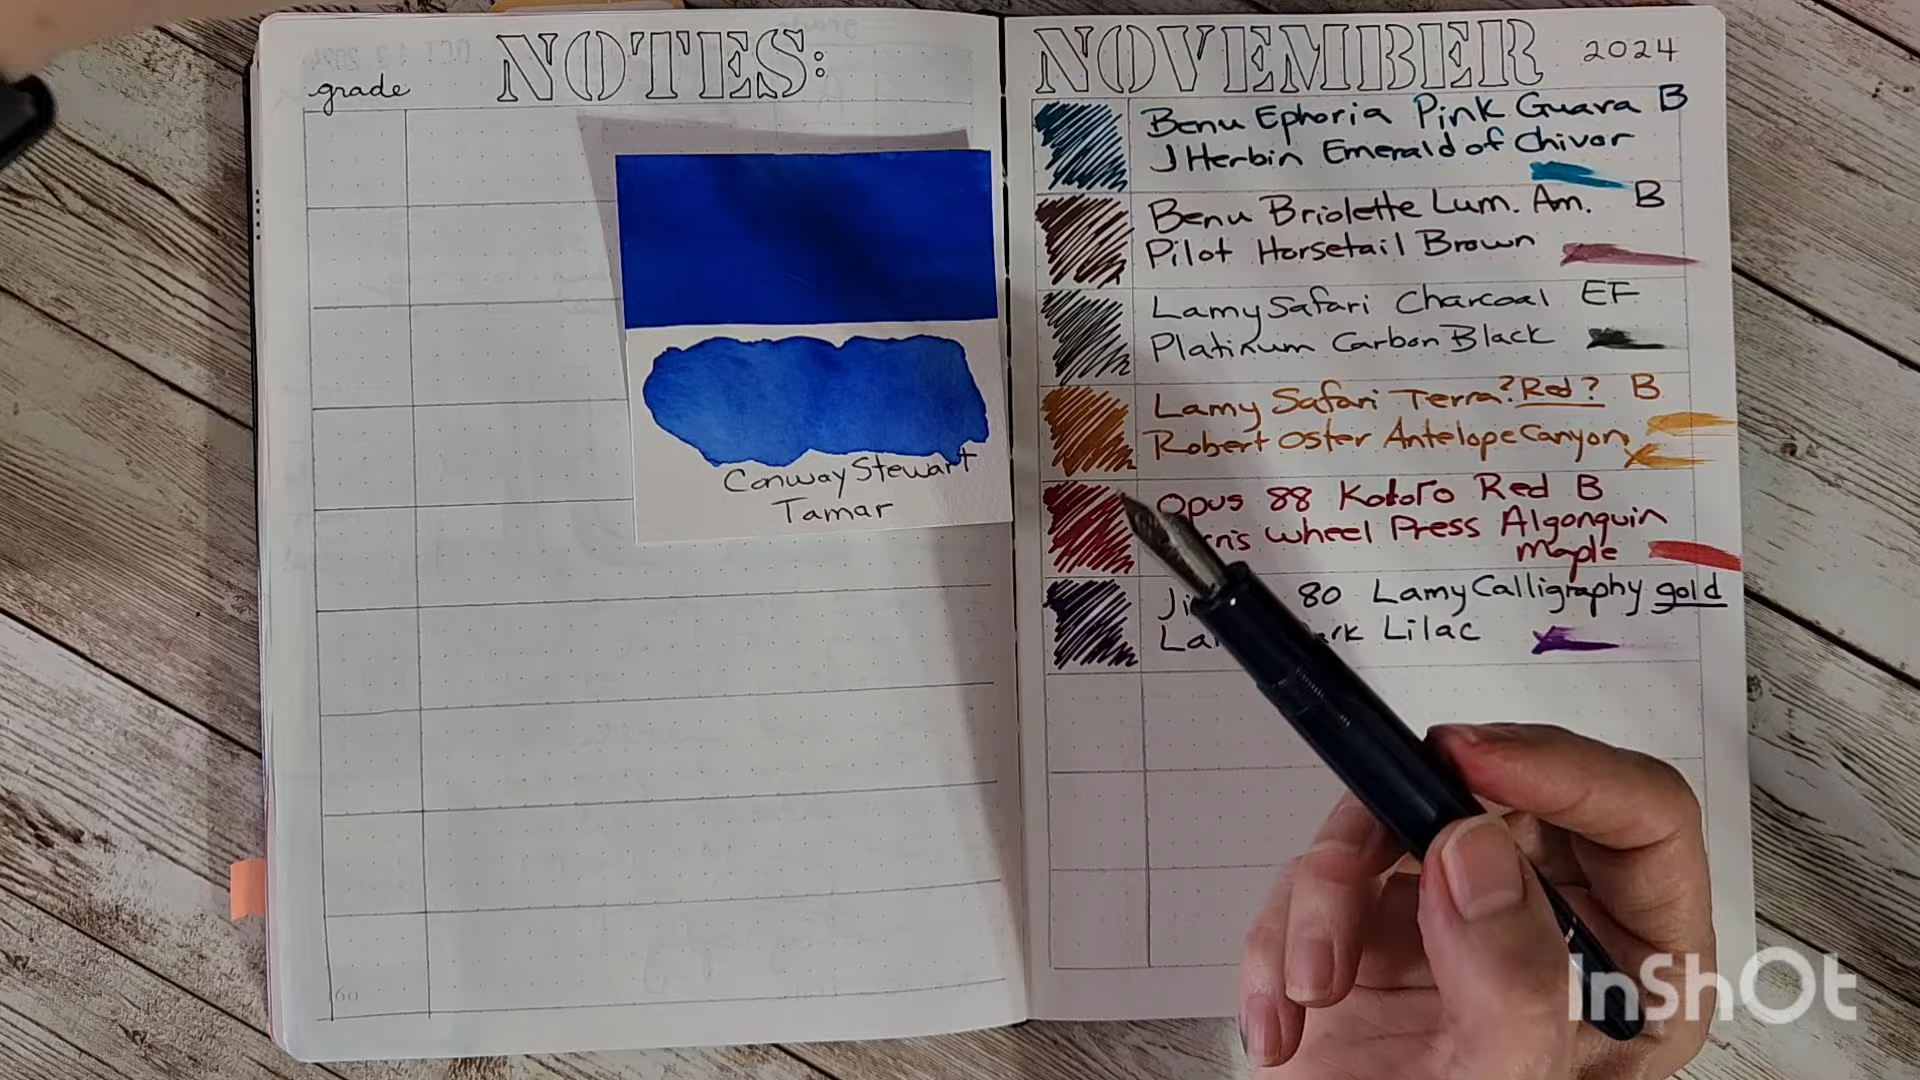 grade NOTES:
60
Conway Stewart
Tamar
NOVEMBER 2024
Benu Ephoria Pink Guara B
J Herbin Emerald of Chivor
Benu Briolette Lum. Am. B
Pilot Horsetail Brown
Lamy Safari Charcoal EF
Platinum Carbon Black
Lamy Safari Terra? Red? B
Robert Oster Antelope Canyon
Opus 88 Koloro Red B
Wheel Press Algonquin
Maple
80 Lamy Calligraphy gold
Lilac
InShOt